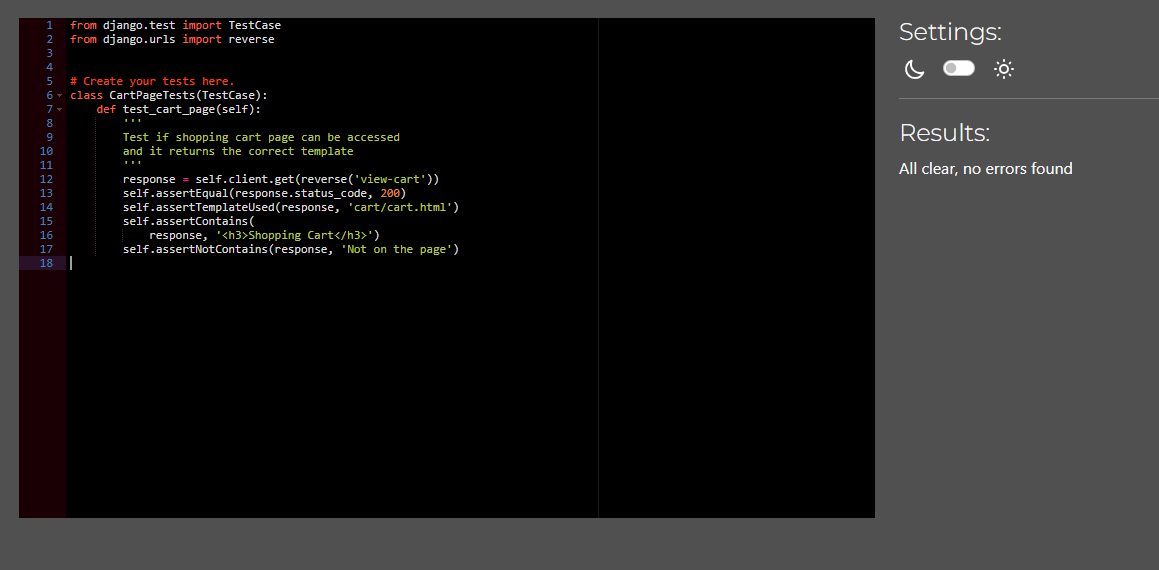 1 from django.test import TestCase
2 from django.urls import reverse
3
4
5 # Create your tests here.
6 class CartPageTests(TestCase):
7     def test_cart_page(self):
8         '''
9         Test if shopping cart page can be accessed
10         and it returns the correct template
11         '''
12         response = self.client.get(reverse('view-cart'))
13         self.assertEqual(response.status_code, 200)
14         self.assertTemplateUsed(response, 'cart/cart.html')
15         self.assertContains(
16             response, '<h3>Shopping Cart</h3>')
17         self.assertNotContains(response, 'Not on the page')
18
Settings:
Results:
All clear, no errors found